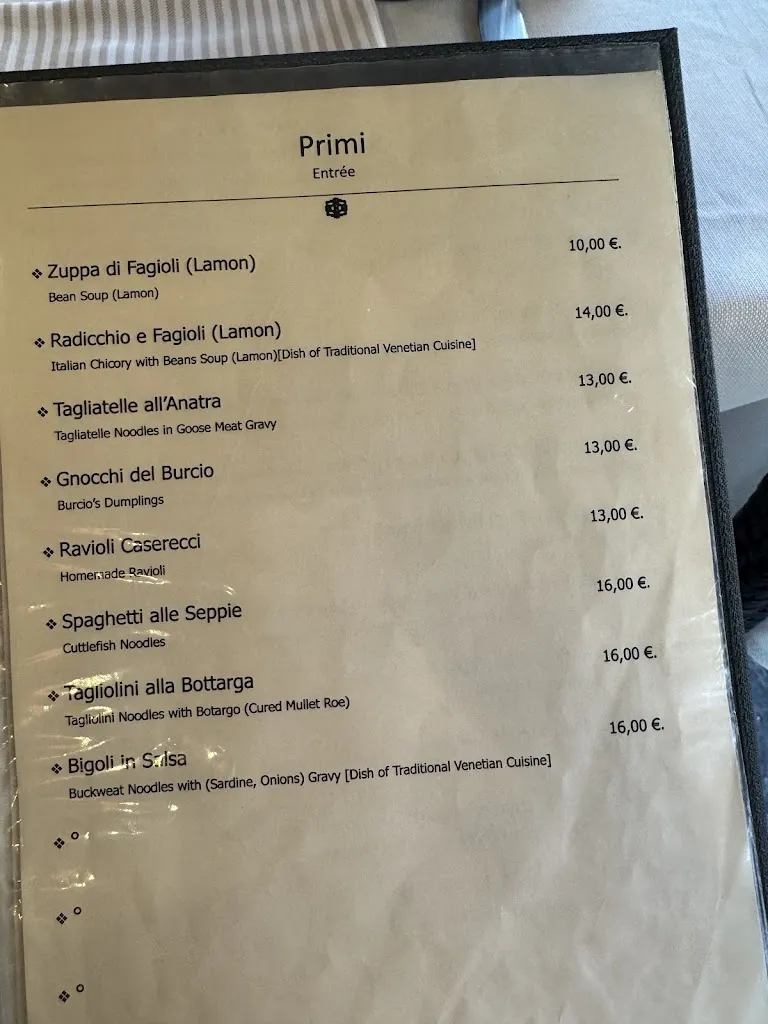 Primi
Entrée
Zuppa di Fagioli (Lamon) 10,00 €.
Bean Soup (Lamon)
Radicchio e Fagioli (Lamon) 14,00 €.
Italian Chicory with Beans Soup (Lamon)[Dish of Traditional Venetian Cuisine]
Tagliatelle all'Anatra 13,00 €.
Tagliatelle Noodles in Goose Meat Gravy
Gnocchi del Burcio 13,00 €.
Burcio's Dumplings
Ravioli Caserecci 13,00 €.
Homemade Ravioli
Spaghetti alle Seppie 16,00 €.
Cuttlefish Noodles
Tagliolini alla Bottarga 16,00 €.
Tagliolini Noodles with Botargo (Cured Mullet Roe)
Bigoli in Salsa 16,00 €.
Buckweat Noodles with (Sardine, Onions) Gravy [Dish of Traditional Venetian Cuisine]